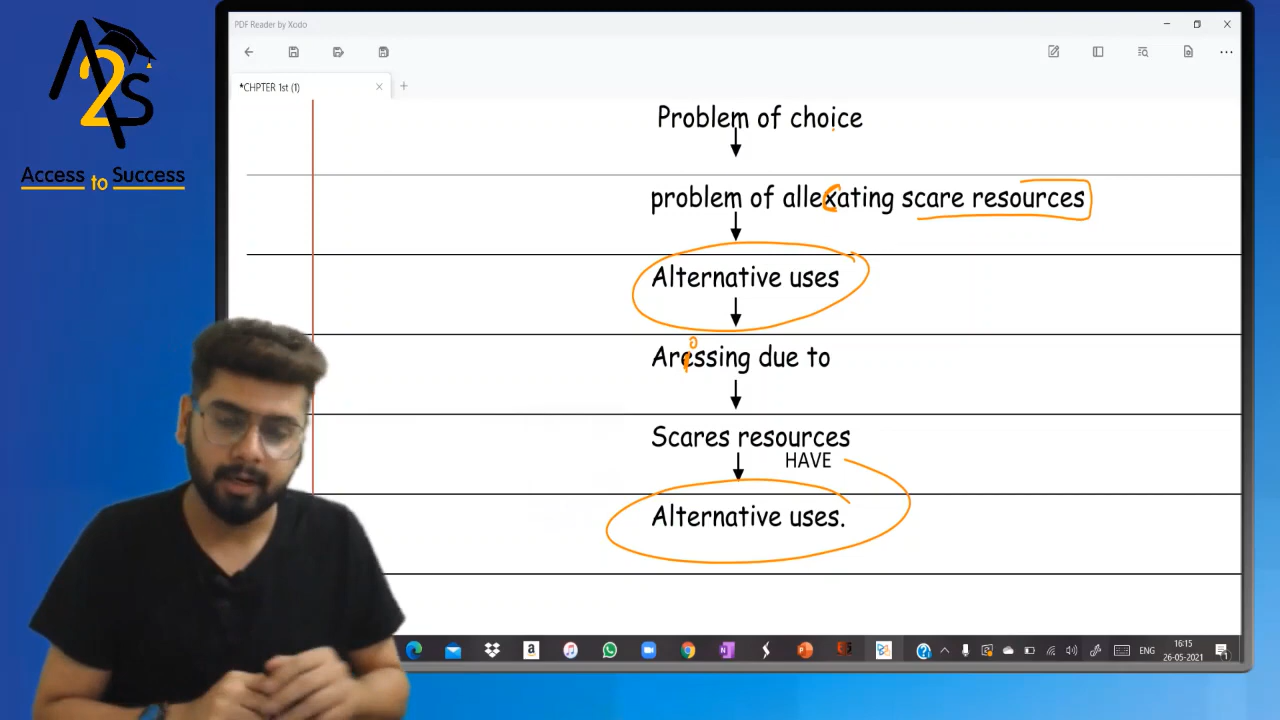 PDF Reader by Xodo
A2S
*CHPTER 1st (1)
Access to Success
Problem of choice
problem of allexating scare resources
Alternative uses
Aressing due to
Scares resources
HAVE
Alternative uses.
ENG
16:15
26-05-2021